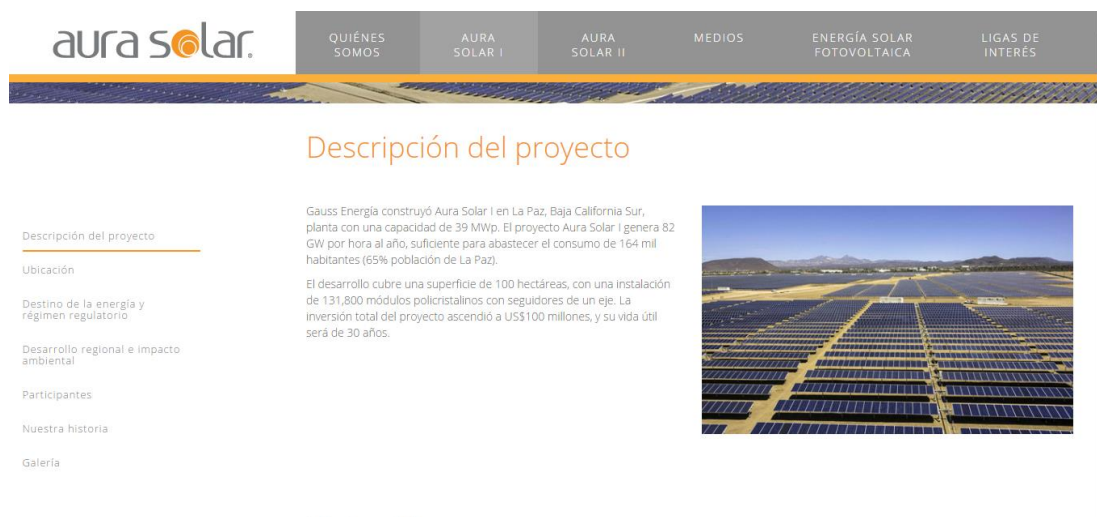 aura solar.
QUIÉNES
SOMOS
AURA
SOLAR I
AURA
SOLAR II
MEDIOS
ENERGÍA SOLAR
FOTOVOLTAICA
LIGAS DE
INTERÉS
Descripción del proyecto
Descripción del proyecto
Ubicación
Destino de la energía y
régimen regulatorio
Desarrollo regional e impacto
ambiental
Participantes
Nuestra historia
Galería
Gauss Energía construyó Aura Solar I en La Paz, Baja California Sur,
planta con una capacidad de 39 MWp. El proyecto Aura Solar I genera 82
GW por hora al año, suficiente para abastecer el consumo de 164 mil
habitantes (65% población de La Paz).
El desarrollo cubre una superficie de 100 hectáreas, con una instalación
de 131,800 módulos policristalinos con seguidores de un eje. La
inversión total del proyecto ascendió a US$100 millones, y su vida útil
será de 30 años.